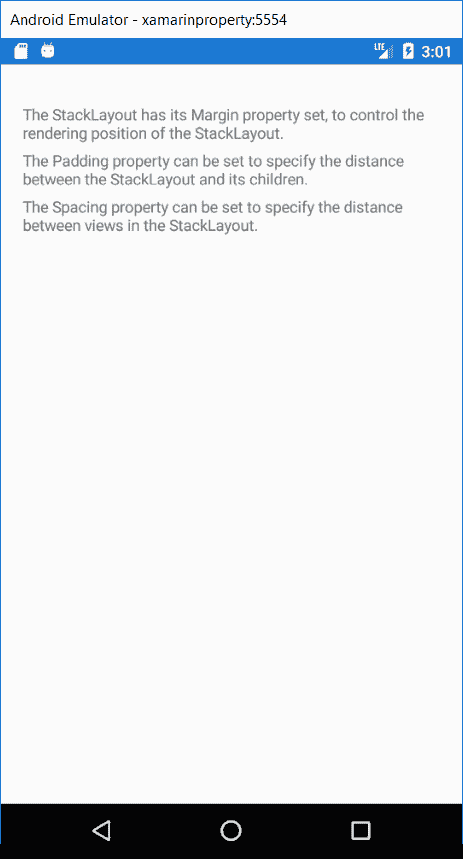 Android Emulator - xamarinproperty:5554
LTE 3:01
The StackLayout has its Margin property set, to control the
rendering position of the StackLayout.
The Padding property can be set to specify the distance
between the StackLayout and its children.
The Spacing property can be set to specify the distance
between views in the StackLayout.